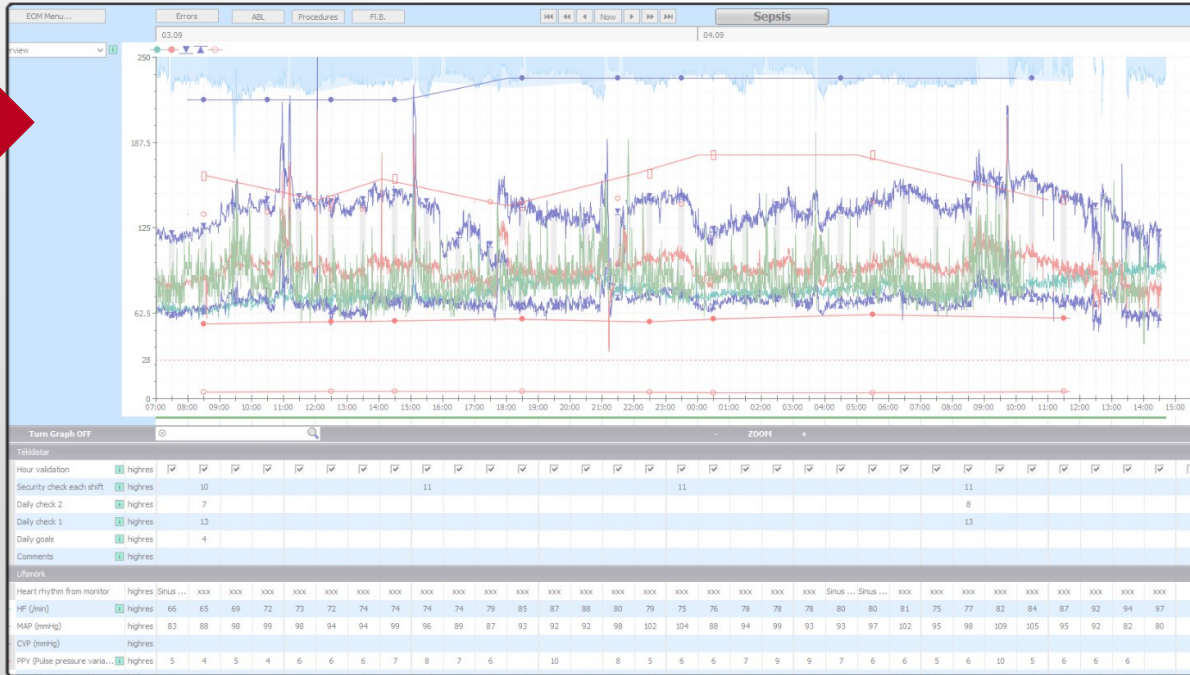 EOM Menu... Errors ABL Procedures Fl.B. Now Sepsis
03.09 04.09
rview
250
187.5
125
62.5
28
0
07:00 08:00 09:00 10:00 11:00 12:00 13:00 14:00 15:00 16:00 17:00 18:00 19:00 20:00 21:00 22:00 23:00 00:00 01:00 02:00 03:00 04:00 05:00 06:00 07:00 08:00 09:00 10:00 11:00 12:00 13:00 14:00 15:00
Turn Graph OFF - ZOOM +
Tékklistar
Hour validation i highres
Security check each shift i highres 10 11 11 11
Daily check 2 i highres 7 8
Daily check 1 i highres 13 13
Daily goals i highres 4
Comments i highres
Lífsmörk
Heart rhythm from monitor highres Sinus ... xxx xxx xxx xxx xxx xxx xxx xxx xxx xxx xxx xxx xxx xxx xxx xxx xxx xxx xxx xxx Sinus ... Sinus ... xxx xxx xxx xxx xxx xxx xxx xxx xxx
HF (/min) i highres 66 65 69 72 73 72 74 74 74 74 79 85 87 88 80 79 75 76 78 78 78 80 80 81 75 77 82 84 87 92 94 97
MAP (mmHg) highres 83 88 98 99 98 94 94 99 96 89 87 93 92 92 98 102 104 88 94 99 93 93 97 102 95 98 109 105 95 92 82 80
CVP (mmHg) highres
PPV (Pulse pressure varia... i highres 5 4 5 4 6 6 6 7 8 7 6 10 8 5 6 6 7 9 9 7 6 6 5 6 10 5 6 6 6